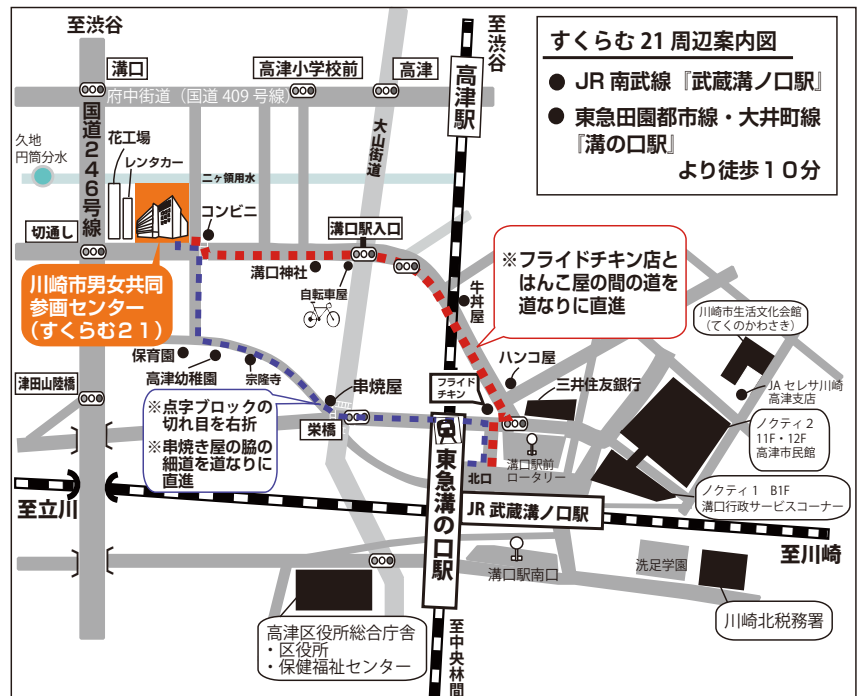 至渋谷
至渋谷
すくらむ21 周辺案内図
● JR 南武線『武蔵溝ノ口駅』
● 東急田園都市線・大井町線
『溝の口駅』
より徒歩10分
溝口
高津小学校前
高津
府中街道（国道 409 号線）
高津駅
国道246号線
花工場
レンタカー
久地
円筒分水
大山街道
二ヶ領用水
コンビニ
切通し
溝口駅入口
溝口神社
自転車屋
川崎市男女共同
参画センター
（すくらむ21）
※フライドチキン店と
はんこ屋の間の道を
道なりに直進
牛丼屋
川崎市生活文化会館
（てくのかわさき）
保育園
高津幼稚園
宗隆寺
ハンコ屋
三井住友銀行
フライド
チキン
JA セレサ川崎
高津支店
津田山陸橋
串焼屋
※点字ブロックの
切れ目を右折
※串焼き屋の脇の
細道を道なりに
直進
栄橋
ノクティ2
11F・12F
高津市民館
溝口駅前
ロータリー
北口
東急溝の口駅
ノクティ1 B1F
溝口行政サービスコーナー
至立川
JR 武蔵溝ノ口駅
至川崎
溝口駅南口
洗足学園
川崎北税務署
高津区役所総合庁舎
・区役所
・保健福祉センター
至中央林間